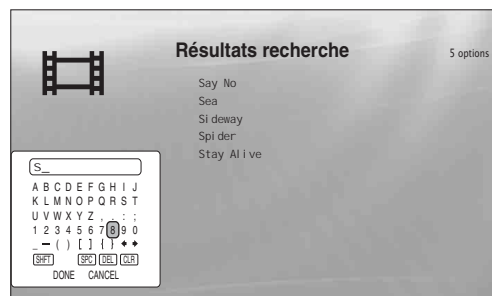 Résultats recherche
5 options
Say No
Sea
Sideway
Spider
Stay Alive
S_
A B C D E F G H I J
K L M N O P Q R S T
U V W X Y Z , . : ;
1 2 3 4 5 6 7 8 9 0
_ – ( ) [ ] { }
SHFT SPC DEL CLR
DONE CANCEL